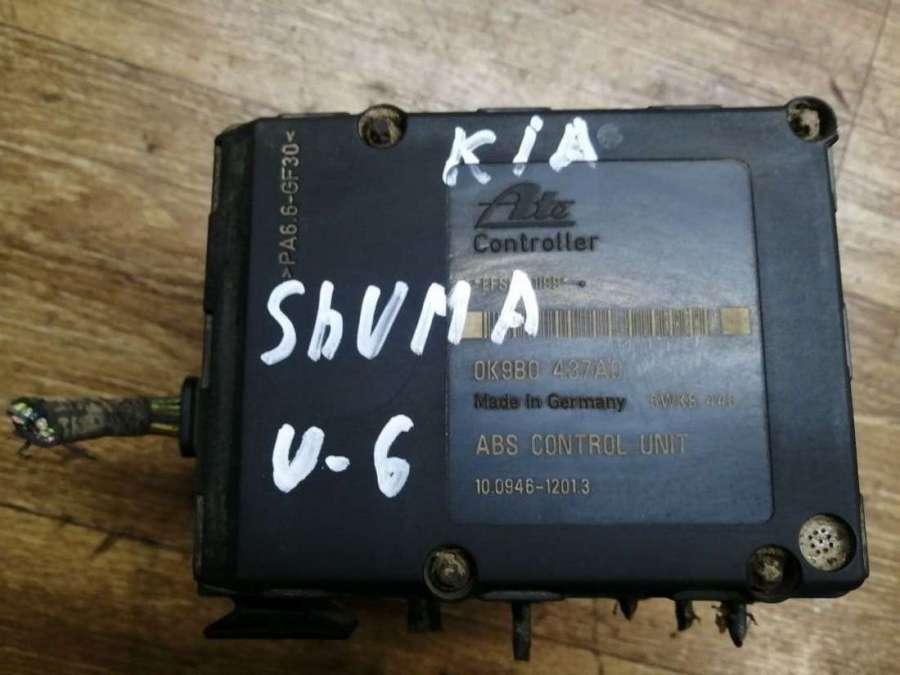 >PA6.6-GF30<
KIA
Ate
Controller
ShUMA
0K9B0 437A0
Made in Germany
U-6
ABS CONTROL UNIT
10.0946-1201.3